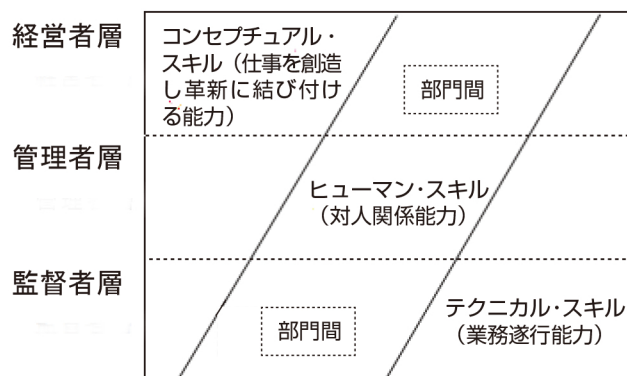 経営者層
コンセプチュアル・
スキル（仕事を創造
し革新に結び付け
る能力）
部門間
管理者層
ヒューマン・スキル
（対人関係能力）
監督者層
部門間
テクニカル・スキル
（業務遂行能力）